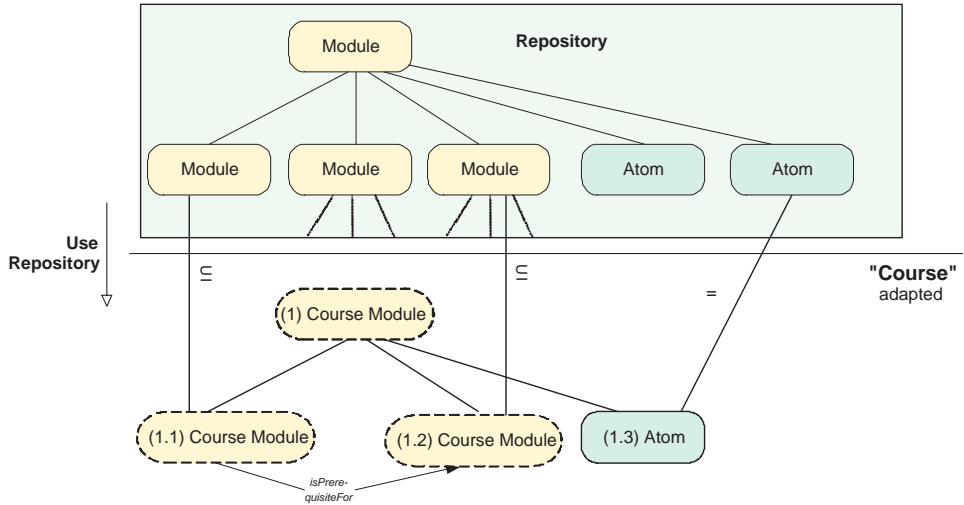 Repository
Module
Module
Module
Module
Atom
Atom
Use
Repository
⊆
⊆
=
"Course"
adapted
(1) Course Module
(1.1) Course Module
(1.2) Course Module
(1.3) Atom
isPrere-
quisiteFor